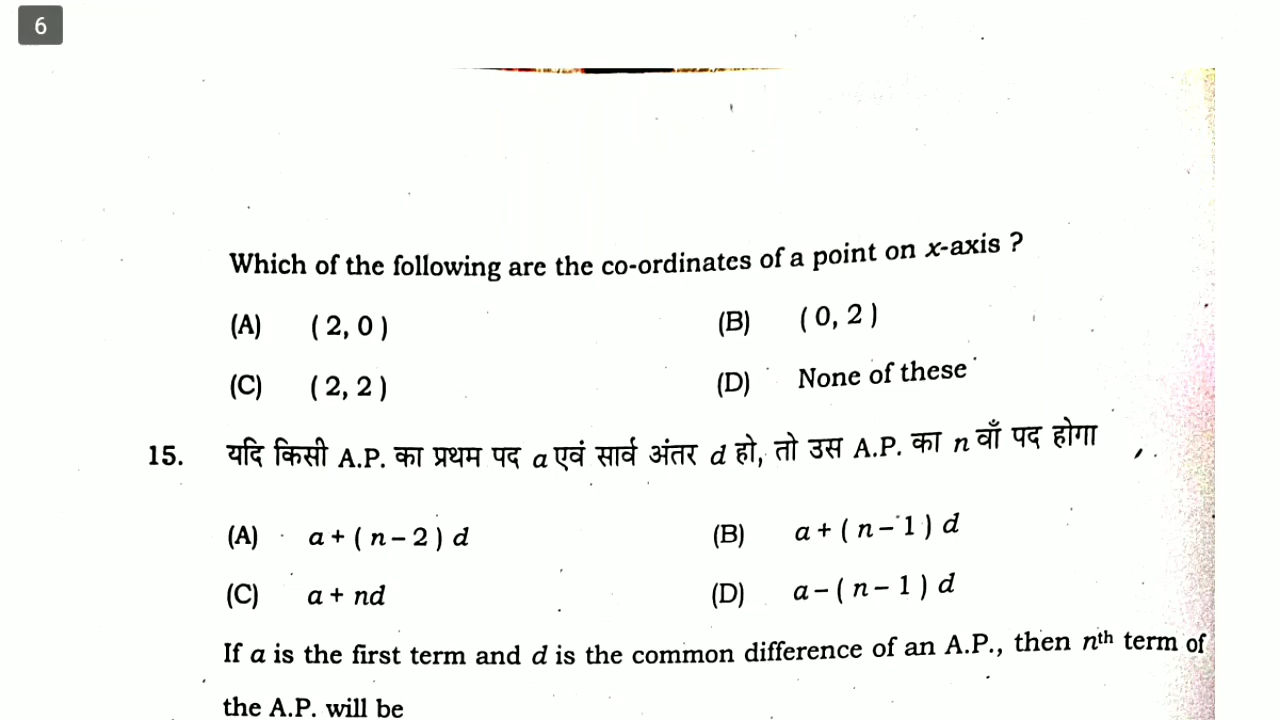 6
Which of the following are the co-ordinates of a point on x-axis ?
(A) ( 2, 0 ) (B) ( 0, 2 )
(C) ( 2, 2 ) (D) None of these
15. यदि किसी A.P. का प्रथम पद a एवं सार्व अंतर d हो, तो उस A.P. का n वाँ पद होगा
(A) a + ( n – 2 ) d (B) a + ( n – 1 ) d
(C) a + nd (D) a – ( n – 1 ) d
If a is the first term and d is the common difference of an A.P., then nth term of
the A.P. will be